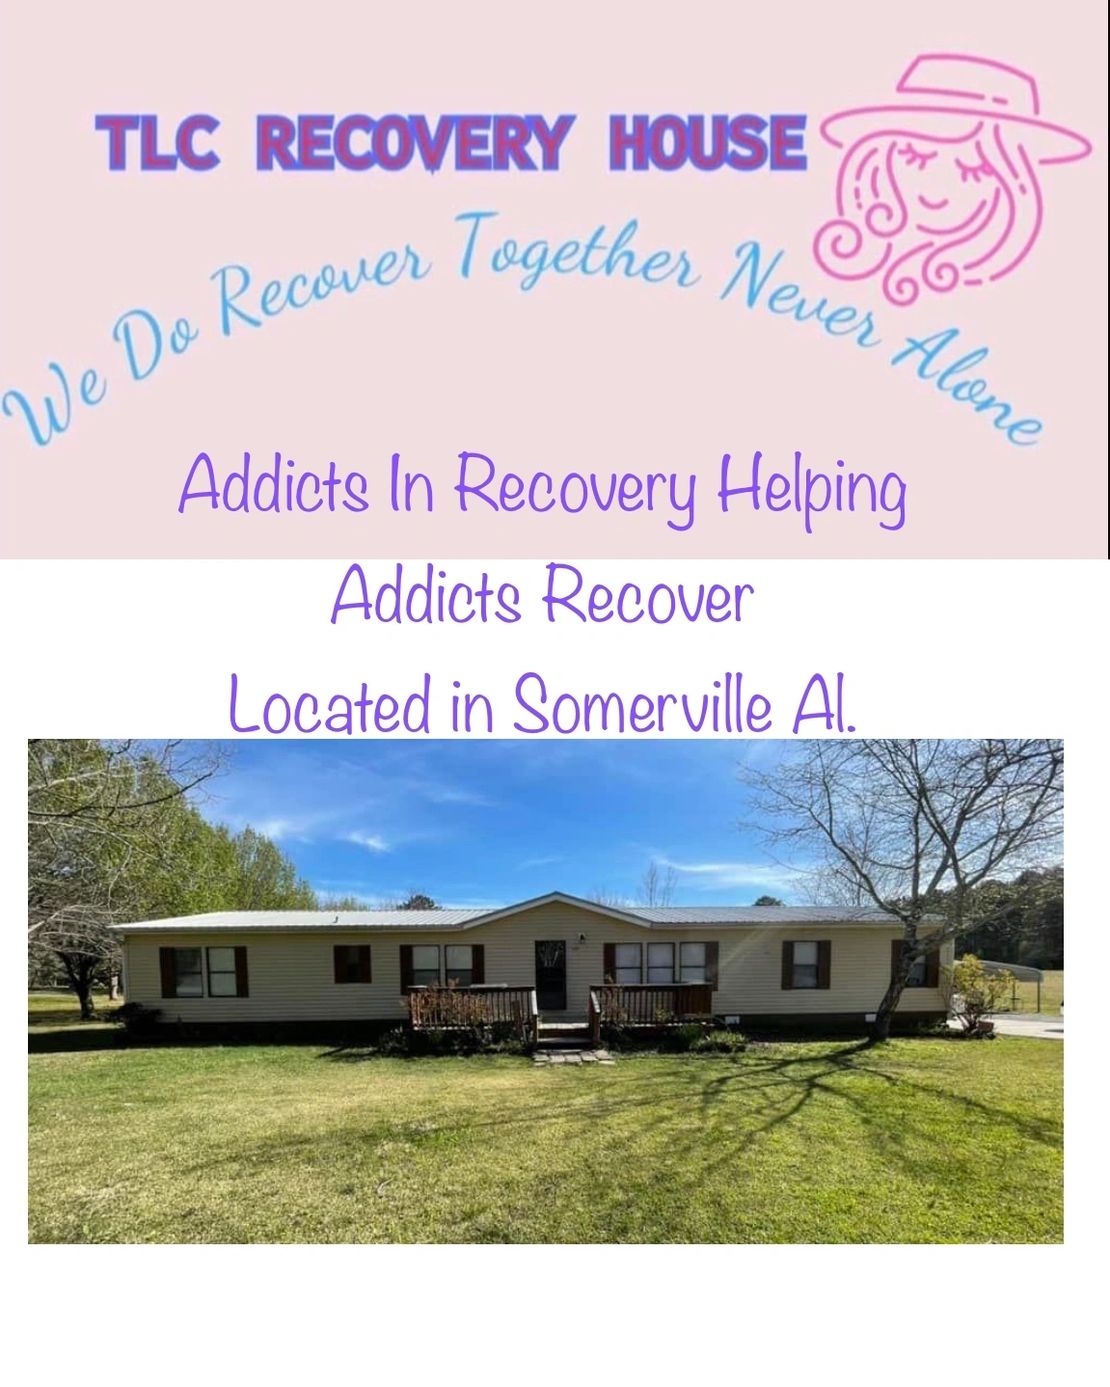 TLC RECOVERY HOUSE
We Do Recover Together Never Alone
Addicts In Recovery Helping
Addicts Recover
Located in Somerville Al.